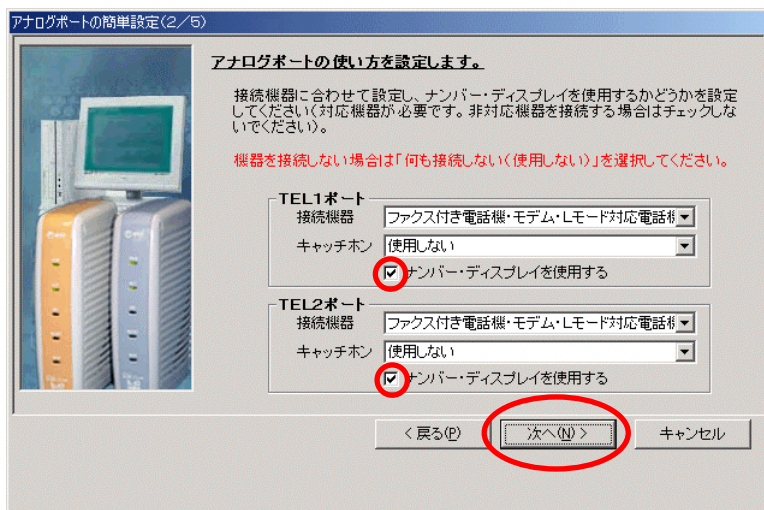 アナログポートの簡単設定(2/5)
アナログポートの使い方を設定します。
接続機器に合わせて設定し、ナンバー・ディスプレイを使用するかどうかを設定
してください(対応機器が必要です。非対応機器を接続する場合はチェックしな
いでください)。
機器を接続しない場合は「何も接続しない(使用しない)」を選択してください。
TEL1ポート
接続機器 ファクス付き電話機・モデム・Lモード対応電話機
キャッチホン 使用しない
ナンバー・ディスプレイを使用する
TEL2ポート
接続機器 ファクス付き電話機・モデム・Lモード対応電話機
キャッチホン 使用しない
ナンバー・ディスプレイを使用する
< 戻る(P) 次へ(N) > キャンセル